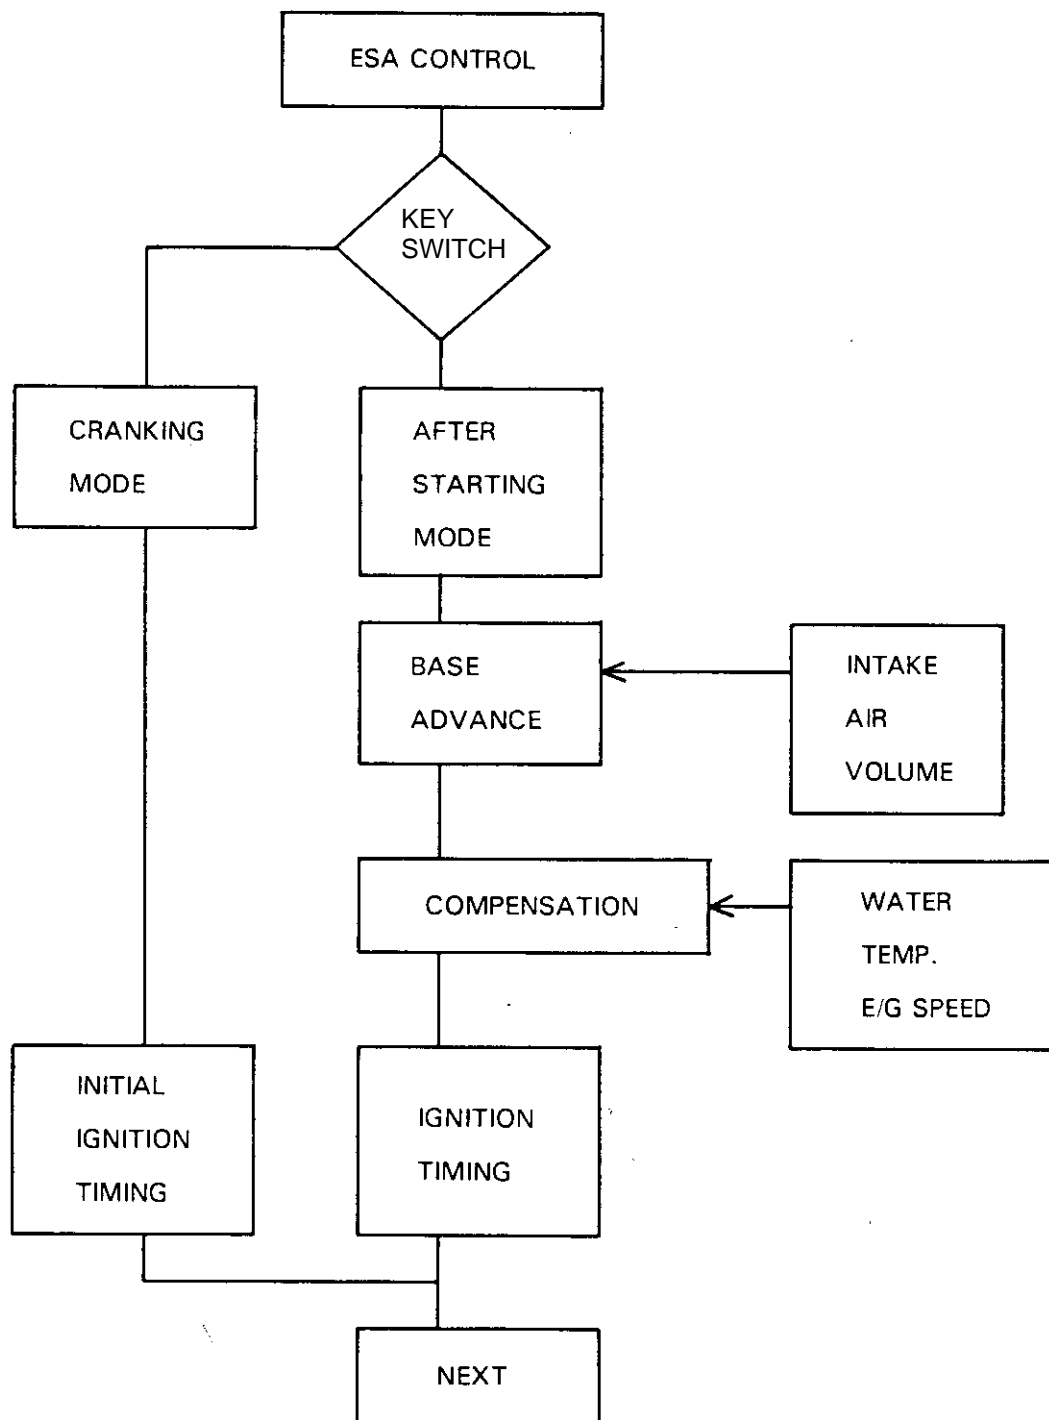 ESA CONTROL
KEY
SWITCH
CRANKING
MODE
AFTER
STARTING
MODE
BASE
ADVANCE
INTAKE
AIR
VOLUME
COMPENSATION
WATER
TEMP.
E/G SPEED
INITIAL
IGNITION
TIMING
IGNITION
TIMING
NEXT